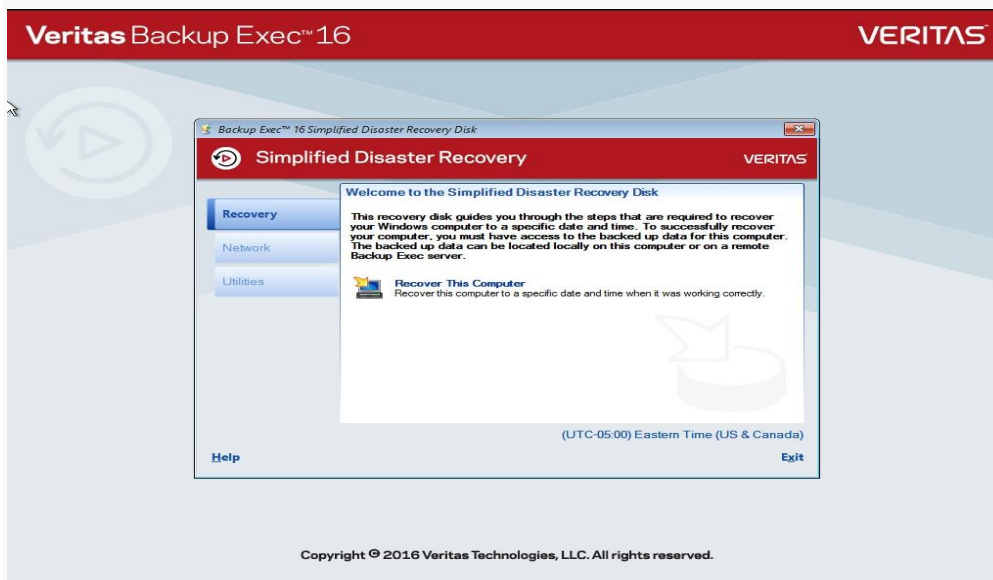 Veritas Backup Exec™ 16
VERITAS
Backup Exec™ 16 Simplified Disaster Recovery Disk
Simplified Disaster Recovery
VERITAS
Recovery
Network
Utilities
Welcome to the Simplified Disaster Recovery Disk
This recovery disk guides you through the steps that are required to recover
your Windows computer to a specific date and time. To successfully recover
your computer, you must have access to the backed up data for this computer.
The backed up data can be located locally on this computer or on a remote
Backup Exec server.
Recover This Computer
Recover this computer to a specific date and time when it was working correctly.
(UTC-05:00) Eastern Time (US & Canada)
Help
Exit
Copyright © 2016 Veritas Technologies, LLC. All rights reserved.